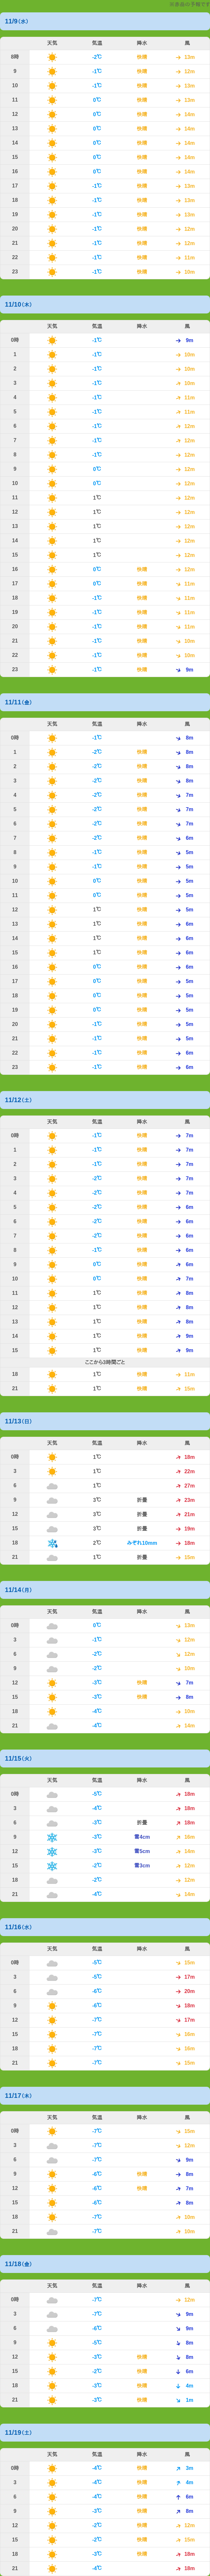 11/9(水)
天気 気温 降水 風
8時 -2℃ 快晴 13m
9 -1℃ 快晴 12m
10 -1℃ 快晴 13m
11 0℃ 快晴 13m
12 0℃ 快晴 14m
13 0℃ 快晴 14m
14 0℃ 快晴 14m
15 0℃ 快晴 14m
16 0℃ 快晴 14m
17 -1℃ 快晴 13m
18 -1℃ 快晴 13m
19 -1℃ 快晴 13m
20 -1℃ 快晴 12m
21 -1℃ 快晴 12m
22 -1℃ 快晴 11m
23 -1℃ 快晴 10m
11/10(木)
天気 気温 降水 風
0時 -1℃ 9m
1 -1℃ 10m
2 -1℃ 10m
3 -1℃ 10m
4 -1℃ 11m
5 -1℃ 11m
6 -1℃ 12m
7 -1℃ 12m
8 -1℃ 12m
9 0℃ 12m
10 0℃ 12m
11 1℃ 12m
12 1℃ 12m
13 1℃ 12m
14 1℃ 12m
15 1℃ 12m
16 0℃ 快晴 12m
17 0℃ 快晴 11m
18 -1℃ 快晴 11m
19 -1℃ 快晴 11m
20 -1℃ 快晴 11m
21 -1℃ 快晴 10m
22 -1℃ 快晴 10m
23 -1℃ 快晴 9m
11/11(金)
天気 気温 降水 風
0時 -1℃ 8m
1 -2℃ 快晴 8m
2 -2℃ 快晴 8m
3 -2℃ 快晴 8m
4 -2℃ 快晴 7m
5 -2℃ 快晴 7m
6 -2℃ 快晴 7m
7 -2℃ 快晴 6m
8 -1℃ 快晴 5m
9 -1℃ 快晴 5m
10 0℃ 快晴 5m
11 0℃ 快晴 5m
12 1℃ 快晴 5m
13 1℃ 快晴 6m
14 1℃ 快晴 6m
15 1℃ 快晴 6m
16 0℃ 快晴 6m
17 0℃ 快晴 5m
18 0℃ 快晴 5m
19 0℃ 快晴 5m
20 -1℃ 快晴 5m
21 -1℃ 快晴 5m
22 -1℃ 快晴 6m
23 -1℃ 快晴 6m
11/12(土)
天気 気温 降水 風
0時 -1℃ 快晴 7m
1 -1℃ 快晴 7m
2 -1℃ 快晴 7m
3 -2℃ 快晴 7m
4 -2℃ 快晴 7m
5 -2℃ 快晴 6m
6 -2℃ 快晴 6m
7 -2℃ 快晴 6m
8 -1℃ 快晴 6m
9 0℃ 快晴 6m
10 0℃ 快晴 7m
11 1℃ 快晴 8m
12 1℃ 快晴 8m
13 1℃ 快晴 8m
14 1℃ 快晴 9m
15 1℃ 快晴 9m
ここから3時間ごと
18 1℃ 快晴 11m
21 1℃ 快晴 15m
11/13(日)
天気 気温 降水 風
0時 1℃ 18m
3 1℃ 22m
6 1℃ 27m
9 3℃ 折曇 23m
12 3℃ 折曇 21m
15 3℃ 折曇 19m
18 2℃ みぞれ10mm 18m
21 1℃ 折曇 15m
11/14(月)
天気 気温 降水 風
0時 0℃ 13m
3 -1℃ 12m
6 -2℃ 12m
9 -2℃ 10m
12 -3℃ 快晴 7m
15 -3℃ 快晴 8m
18 -4℃ 10m
21 -4℃ 14m
11/15(火)
天気 気温 降水 風
0時 -5℃ 18m
3 -4℃ 18m
6 -3℃ 折曇 18m
9 -3℃ 雪4cm 16m
12 -3℃ 雪5cm 14m
15 -2℃ 雪3cm 12m
18 -2℃ 12m
21 -4℃ 14m
11/16(水)
天気 気温 降水 風
0時 -5℃ 15m
3 -5℃ 17m
6 -6℃ 20m
9 -6℃ 18m
12 -7℃ 17m
15 -7℃ 16m
18 -7℃ 16m
21 -7℃ 15m
11/17(木)
天気 気温 降水 風
0時 -7℃ 15m
3 -7℃ 12m
6 -7℃ 9m
9 -6℃ 快晴 8m
12 -6℃ 快晴 7m
15 -6℃ 8m
18 -7℃ 10m
21 -7℃ 10m
11/18(金)
天気 気温 降水 風
0時 -7℃ 12m
3 -7℃ 9m
6 -6℃ 9m
9 -5℃ 8m
12 -3℃ 快晴 8m
15 -2℃ 快晴 6m
18 -3℃ 快晴 4m
21 -3℃ 快晴 1m
11/19(土)
天気 気温 降水 風
0時 -4℃ 快晴 3m
3 -4℃ 快晴 4m
6 -4℃ 快晴 6m
9 -3℃ 快晴 8m
12 -2℃ 快晴 12m
15 -2℃ 快晴 15m
18 -3℃ 快晴 18m
21 -4℃ 18m